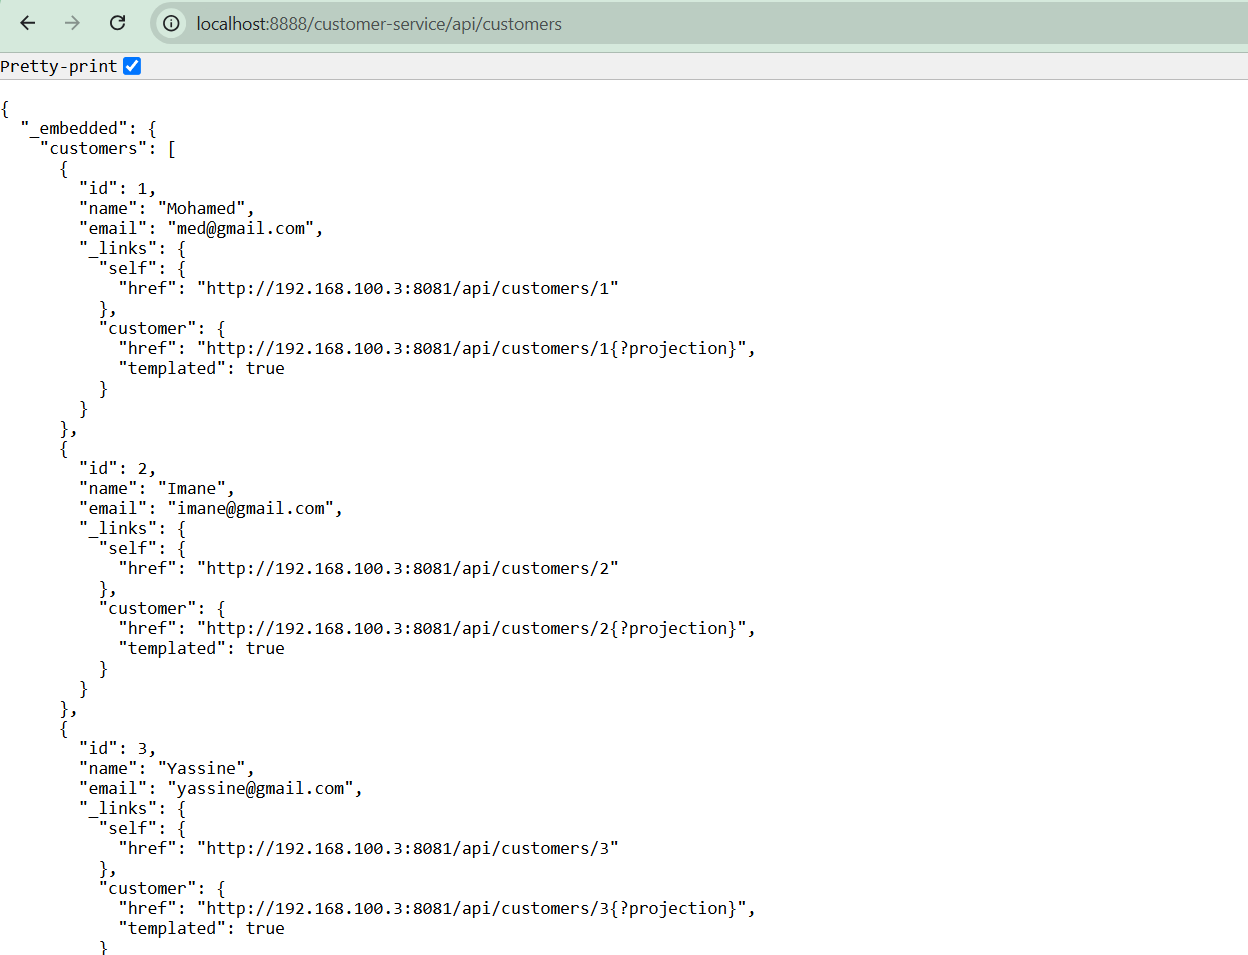 localhost:8888/customer-service/api/customers
Pretty-print
{
  "_embedded": {
    "customers": [
      {
        "id": 1,
        "name": "Mohamed",
        "email": "med@gmail.com",
        "_links": {
          "self": {
            "href": "http://192.168.100.3:8081/api/customers/1"
          },
          "customer": {
            "href": "http://192.168.100.3:8081/api/customers/1{?projection}",
            "templated": true
          }
        }
      },
      {
        "id": 2,
        "name": "Imane",
        "email": "imane@gmail.com",
        "_links": {
          "self": {
            "href": "http://192.168.100.3:8081/api/customers/2"
          },
          "customer": {
            "href": "http://192.168.100.3:8081/api/customers/2{?projection}",
            "templated": true
          }
        }
      },
      {
        "id": 3,
        "name": "Yassine",
        "email": "yassine@gmail.com",
        "_links": {
          "self": {
            "href": "http://192.168.100.3:8081/api/customers/3"
          },
          "customer": {
            "href": "http://192.168.100.3:8081/api/customers/3{?projection}",
            "templated": true
          }